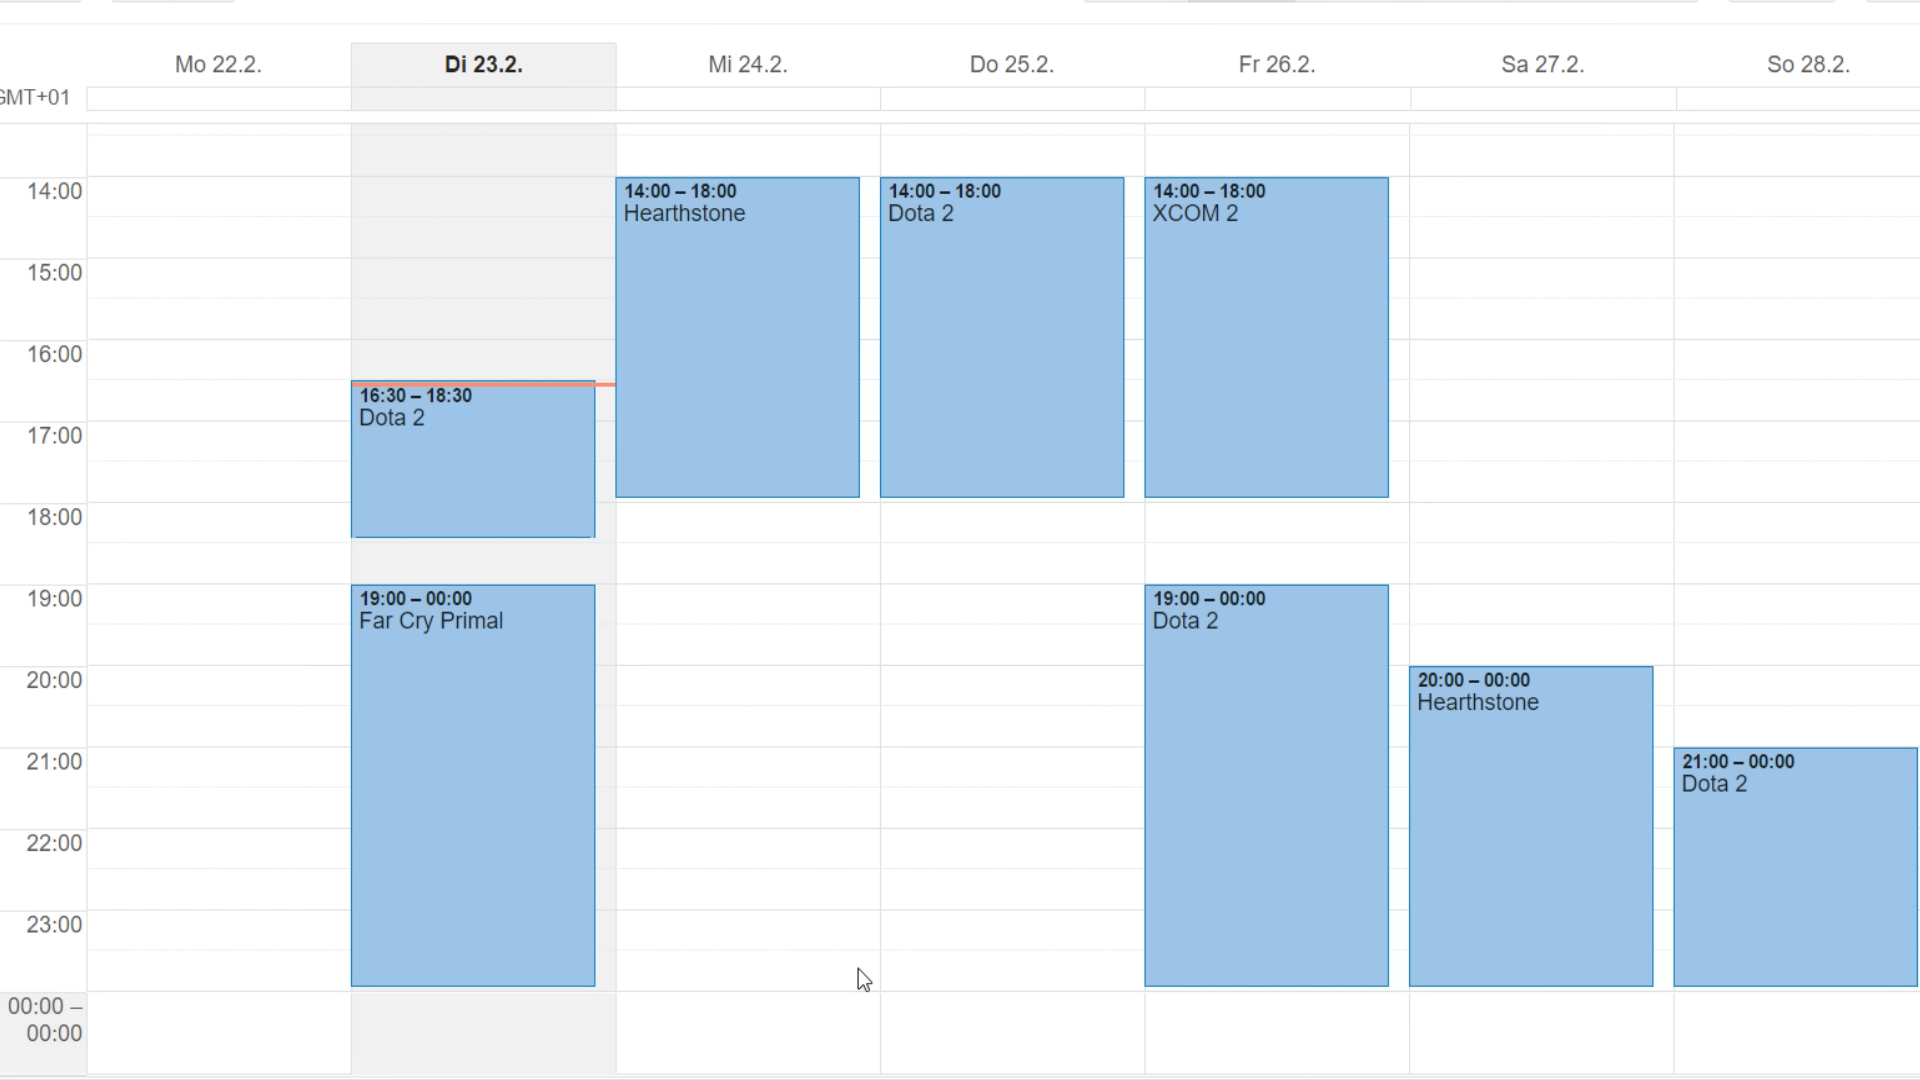 Mo 22.2.
Di 23.2.
Mi 24.2.
Do 25.2.
Fr 26.2.
Sa 27.2.
So 28.2.
GMT+01
14:00
14:00 – 18:00
Hearthstone
14:00 – 18:00
Dota 2
14:00 – 18:00
XCOM 2
15:00
16:00
16:30 – 18:30
Dota 2
17:00
18:00
19:00
19:00 – 00:00
Far Cry Primal
19:00 – 00:00
Dota 2
20:00
20:00 – 00:00
Hearthstone
21:00
21:00 – 00:00
Dota 2
22:00
23:00
00:00 –
00:00